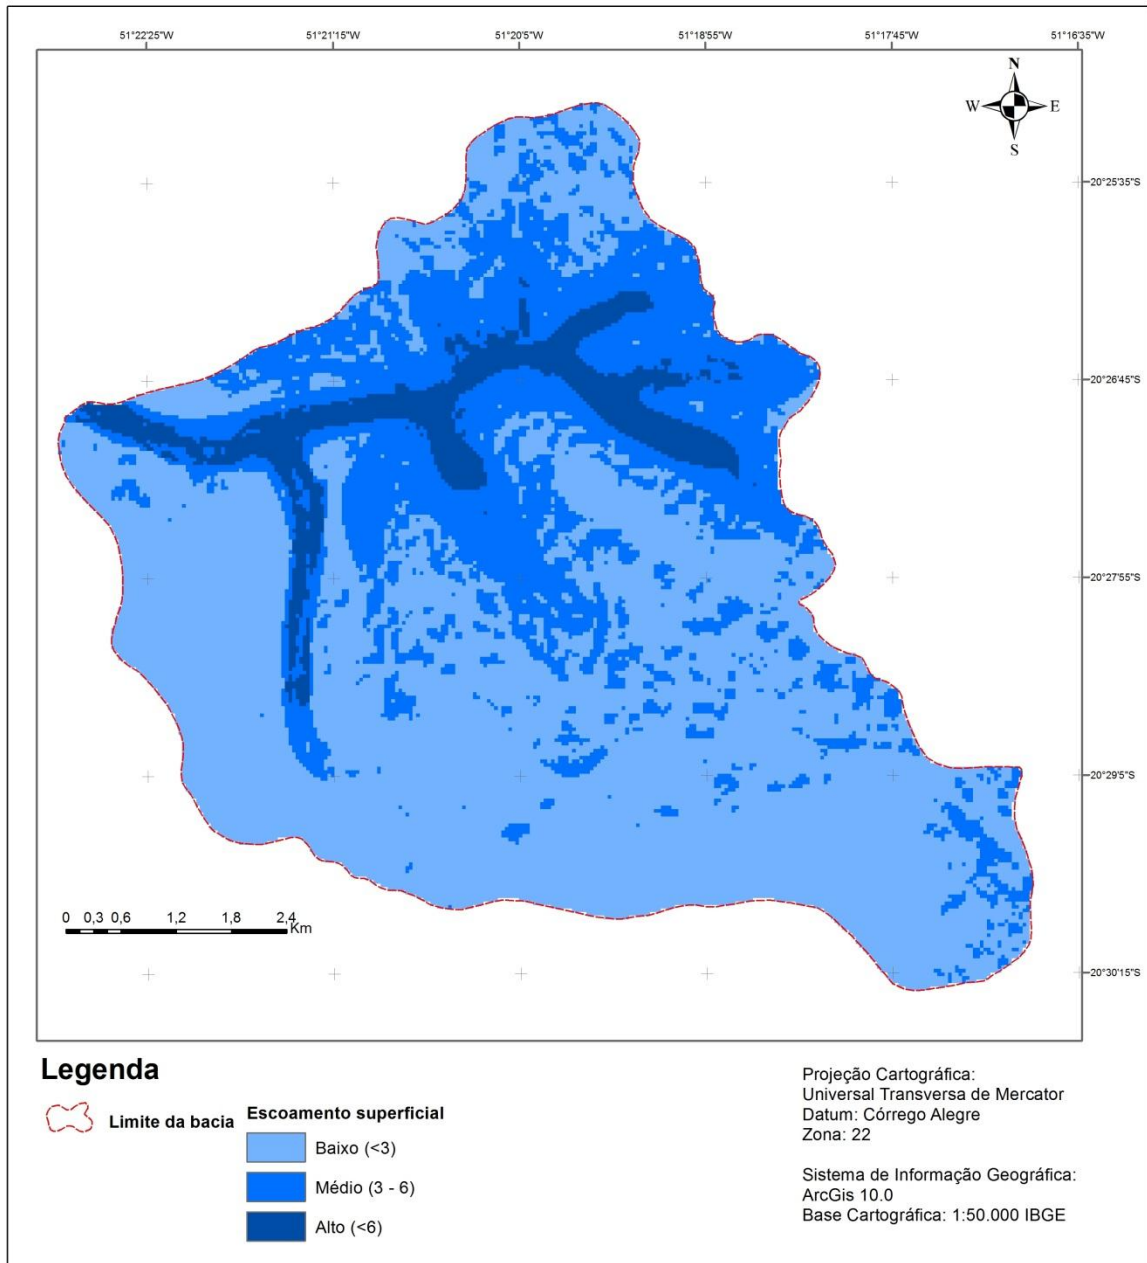 51°22'25"W 51°21'15"W 51°20'5"W 51°18'55"W 51°17'45"W 51°16'35"W
N
W E
S
20°25'35"S
20°26'45"S
20°27'55"S
20°29'5"S
20°30'15"S
0 0,3 0,6 1,2 1,8 2,4
Km
Legenda
Limite da bacia
Escoamento superficial
Baixo (<3)
Médio (3 - 6)
Alto (<6)
Projeção Cartográfica:
Universal Transversa de Mercator
Datum: Córrego Alegre
Zona: 22
Sistema de Informação Geográfica:
ArcGis 10.0
Base Cartográfica: 1:50.000 IBGE